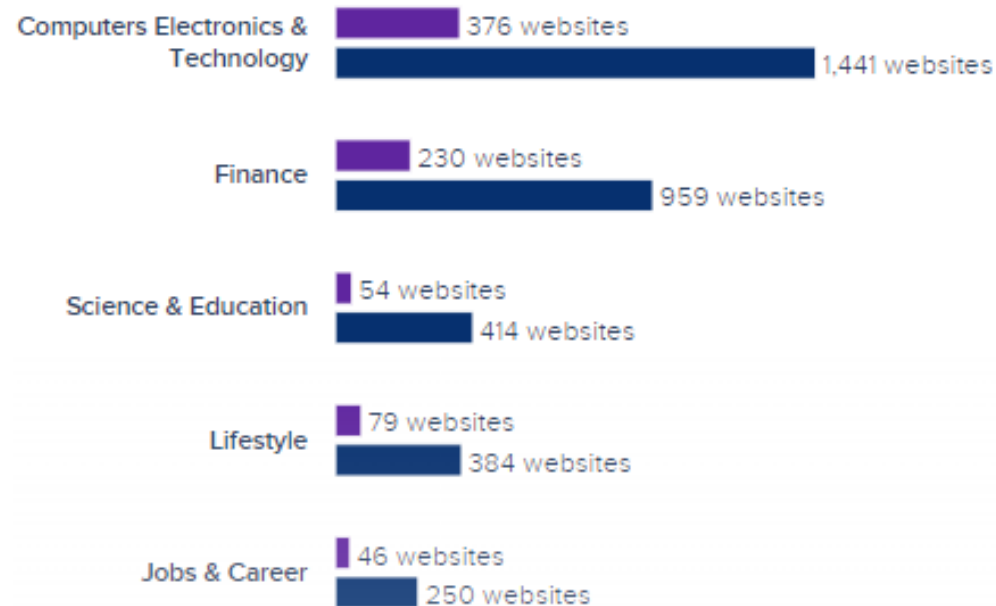 Computers Electronics &
Technology
376 websites
1,441 websites
Finance
230 websites
959 websites
Science & Education
54 websites
414 websites
Lifestyle
79 websites
384 websites
Jobs & Career
46 websites
250 websites